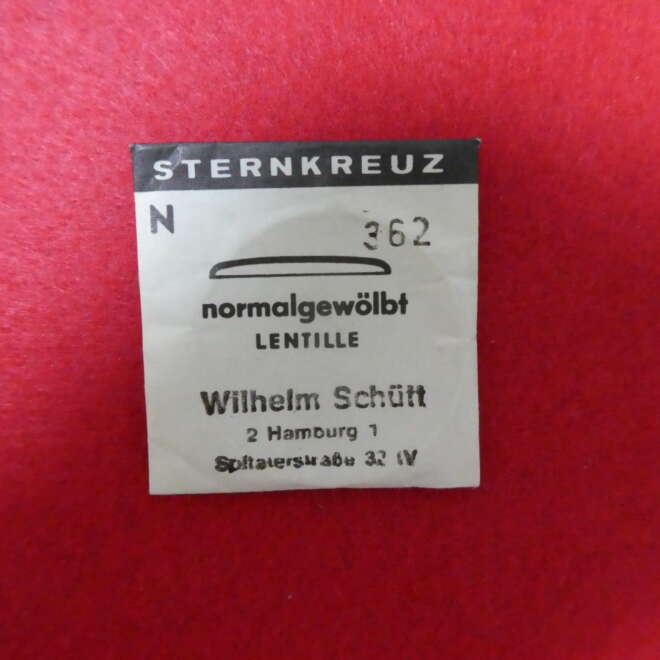 STERNKREUZ
N 362
normalgewölbt
LENTILLE
Wilhelm Schütt
2 Hamburg 1
Spitalerstraße 32 IV